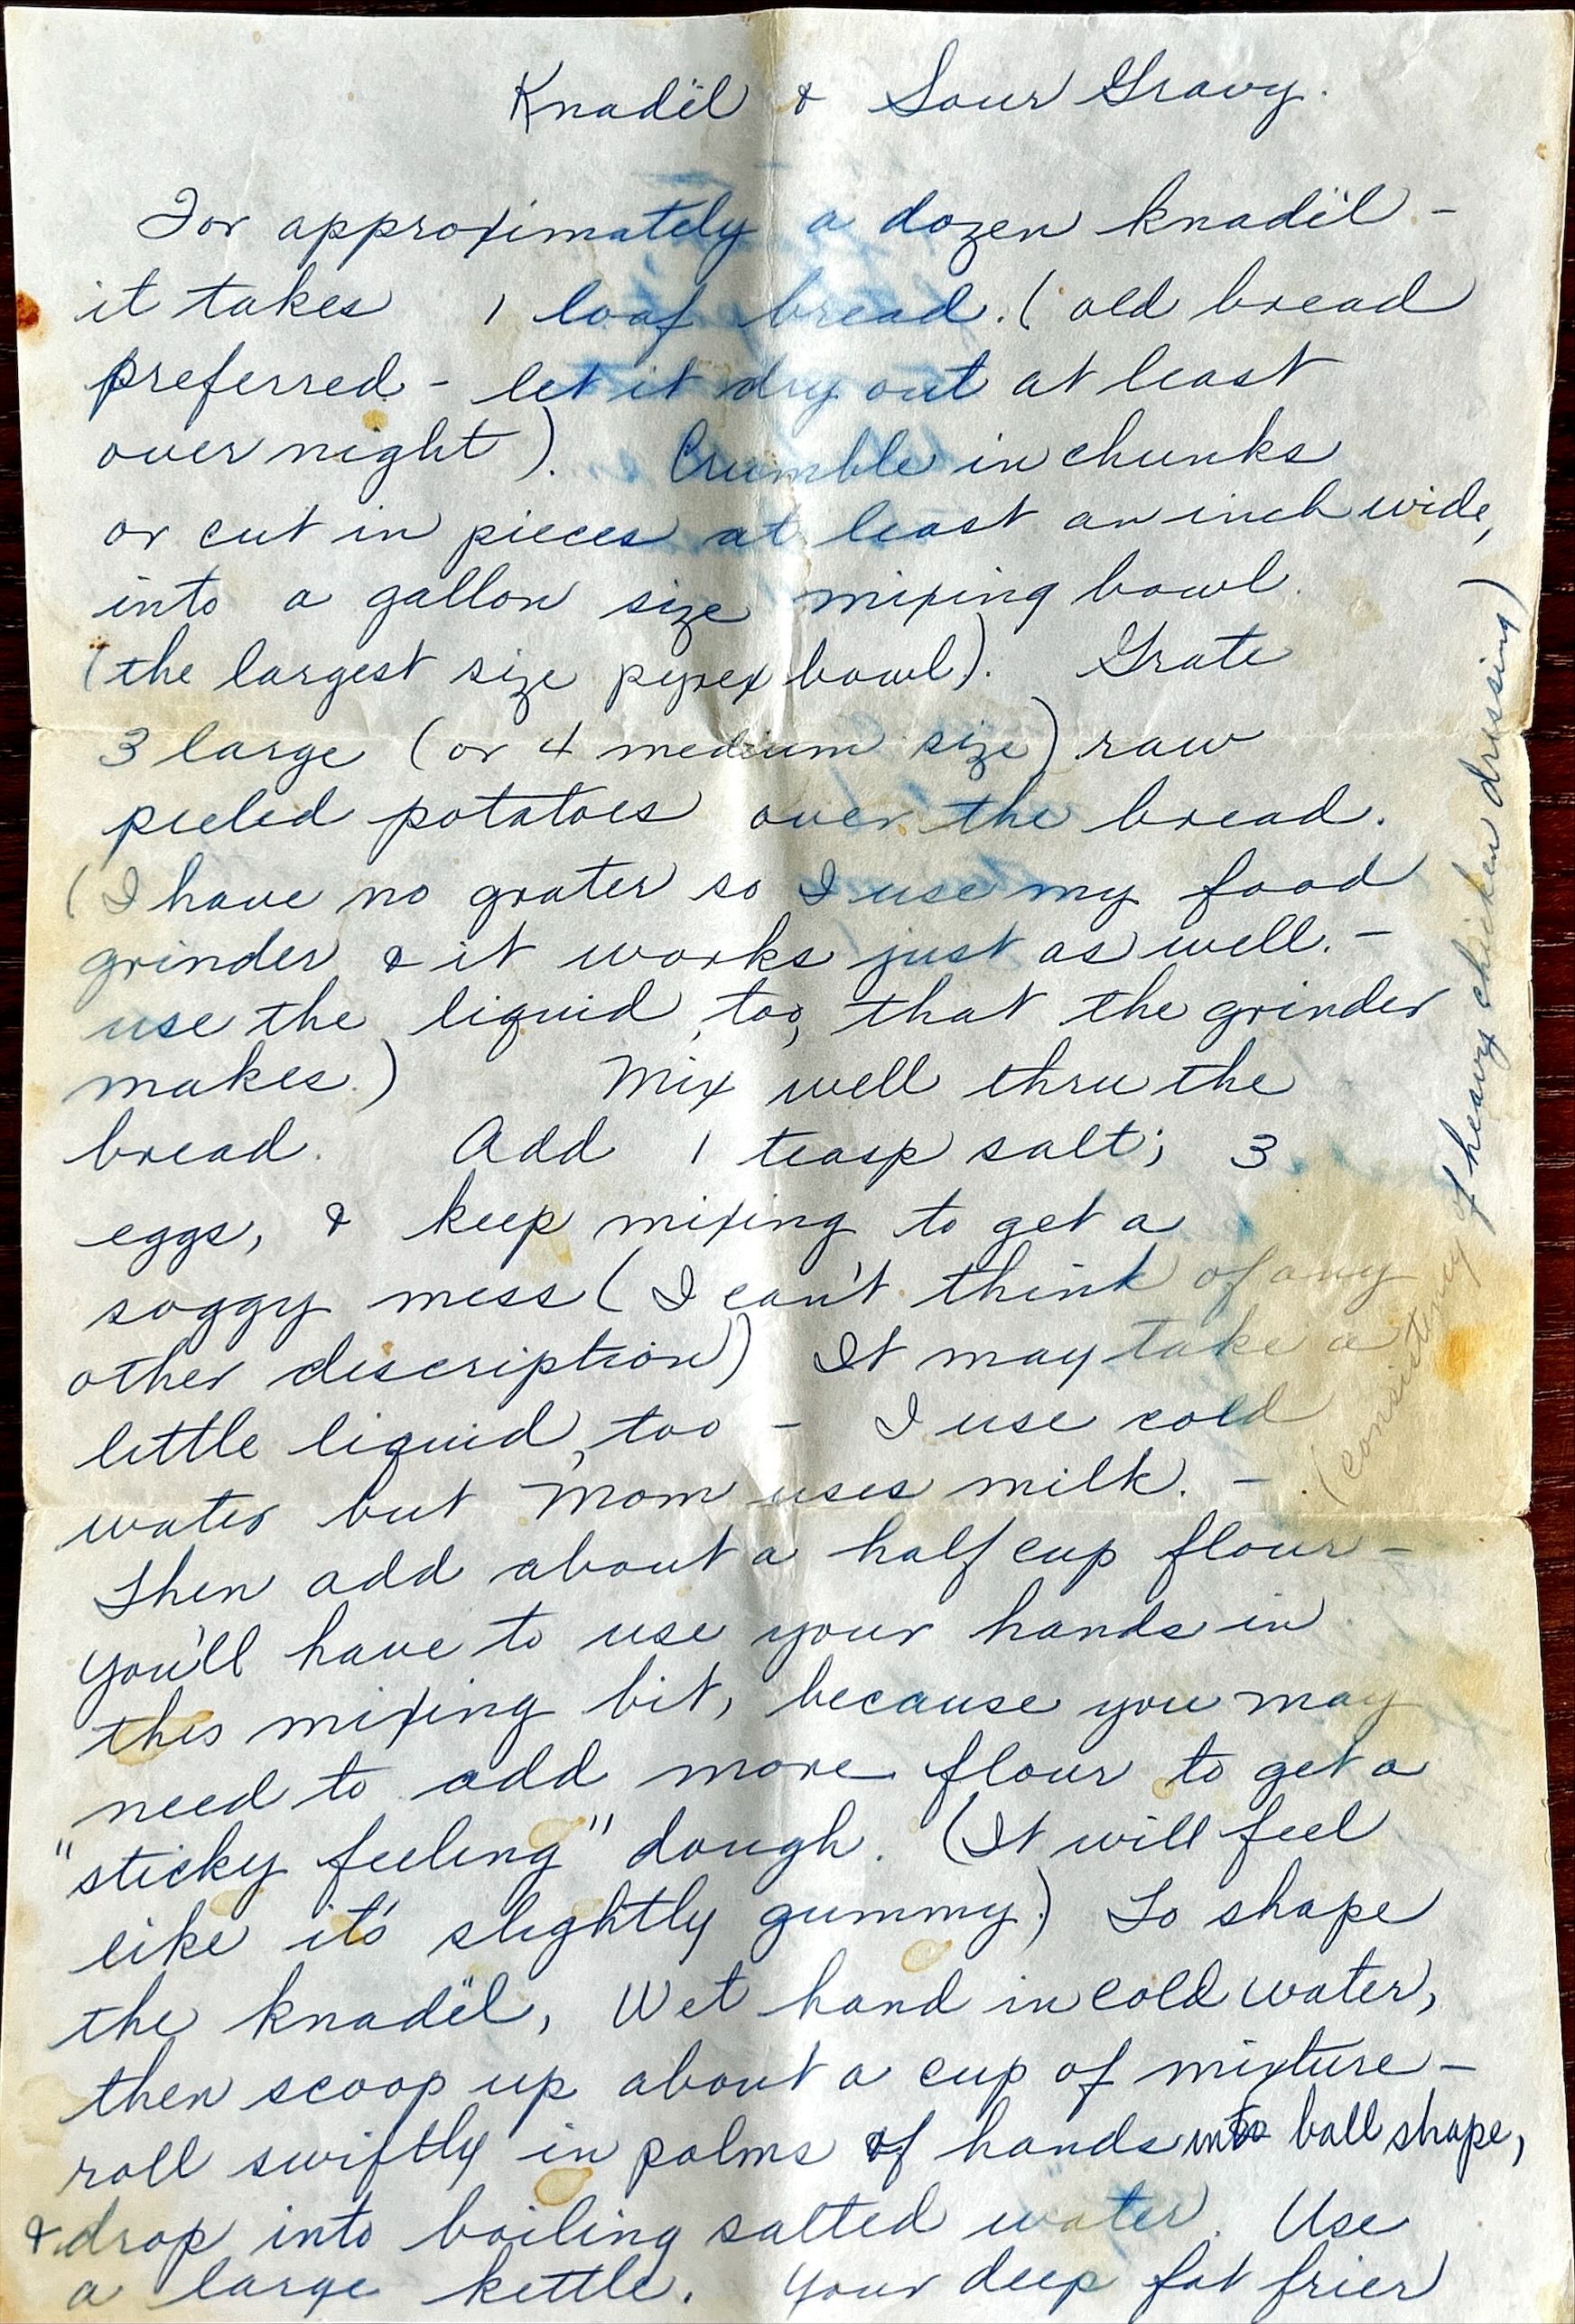 Knadël & Sour Gravy.
For approximately a dozen knadël -
it takes 1 loaf bread. (old bread
preferred - let it dry out at least
over night). Crumble in chunks
or cut in pieces at least an inch wide,
into a gallon size mixing bowl.
(the largest size pyrex bowl). Grate
3 large (or 4 medium size) raw
peeled potatoes over the bread.
(I have no grater so I use my food
grinder & it works just as well. -
use the liquid, too, that the grinder
makes.) Mix well thru the
bread. Add 1 teasp salt; 3
eggs, & keep mixing to get a
soggy mess (I can't think of any
other discription) It may take a
little liquid, too - I use cold
water but Mom uses milk. -
(consistency of heavy chicken dressing)
Then add about a half cup flour -
you'll have to use your hands in
this mixing bit, because you may
need to add more flour to get a
"sticky feeling" dough. (It will feel
like it's slightly gummy.) To shape
the knadël, Wet hand in cold water,
then scoop up about a cup of mixture -
roll swiftly in palms of hands into ball shape,
& drop into boiling salted water. Use
a large kettle. Your deep fat frier